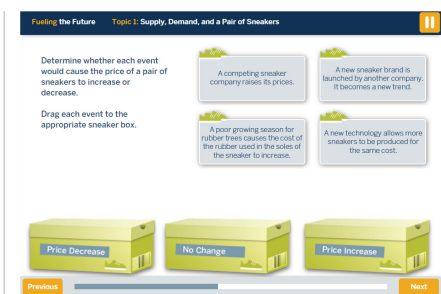 Fueling the Future Topic 1: Supply, Demand, and a Pair of Sneakers
Determine whether each event
would cause the price of a pair of
sneakers to increase or
decrease.
Drag each event to the
appropriate sneaker box.
A competing sneaker
company raises its prices.
A new sneaker brand is
launched by another company.
It becomes a new trend.
A poor growing season for
rubber trees causes the cost of
the rubber used in the soles of
the sneaker to increase.
A new technology allows more
sneakers to be produced for
the same cost.
Price Decrease
No Change
Price Increase
Previous
Next